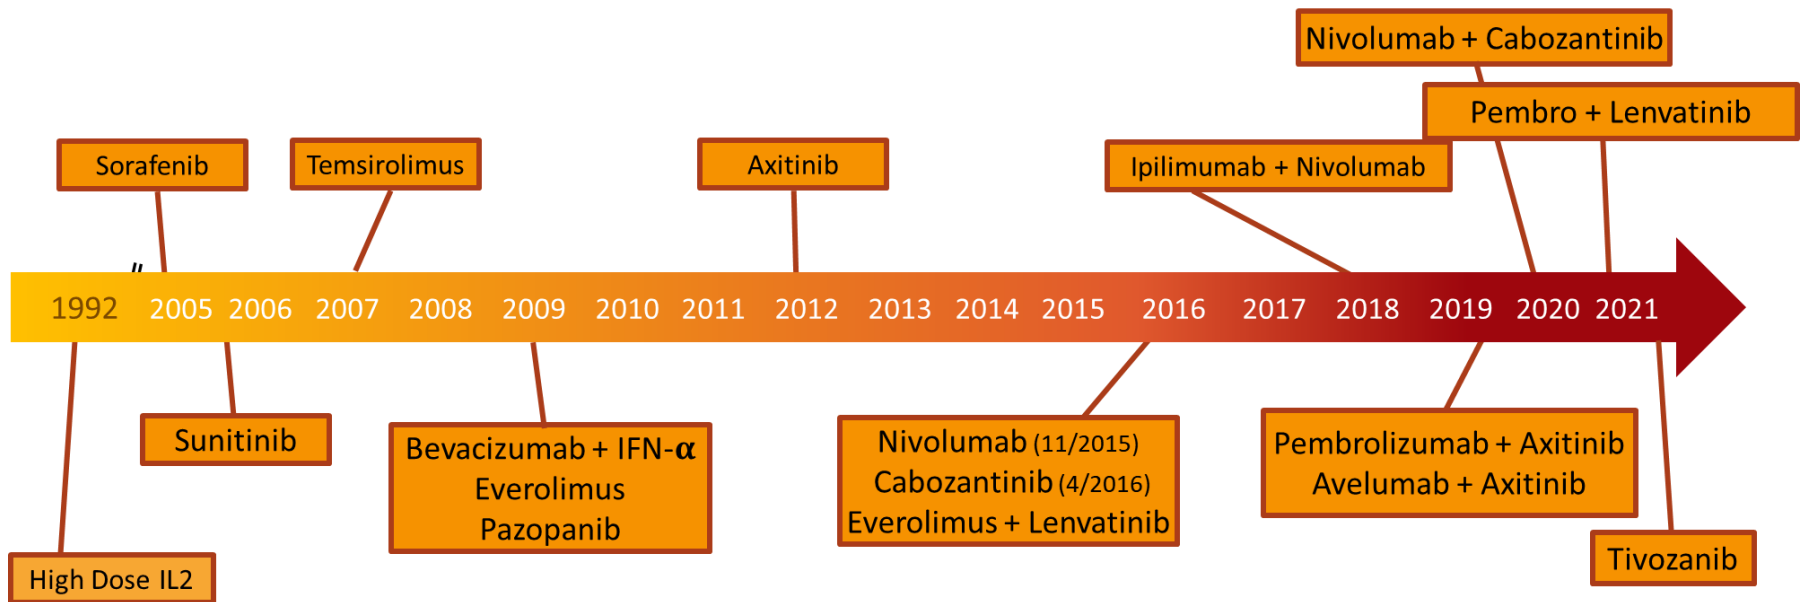 Nivolumab + Cabozantinib
Pembro + Lenvatinib
Sorafenib
Temsirolimus
Axitinib
Ipilimumab + Nivolumab
1992 2005 2006 2007 2008 2009 2010 2011 2012 2013 2014 2015 2016 2017 2018 2019 2020 2021
Sunitinib
Bevacizumab + IFN-α
Everolimus
Pazopanib
Nivolumab (11/2015)
Cabozantinib (4/2016)
Everolimus + Lenvatinib
Pembrolizumab + Axitinib
Avelumab + Axitinib
Tivozanib
High Dose IL2